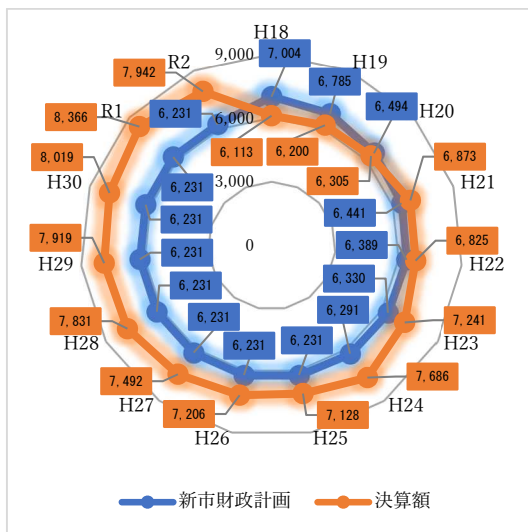 H18
9,000
7,004
H19
R2
7,942
6,785
6,494
H20
R1
6,231
8,366
6,000
6,113
6,200
6,873
H21
H30
8,019
3,000
6,305
6,231
6,441
6,231
H29
7,919
0
6,389
6,825
H22
6,231
6,330
6,231
H28
7,831
6,231
6,291
7,241
H23
6,231
6,231
H27
7,492
7,686
H24
7,206
7,128
H26
H25
新市財政計画
決算額